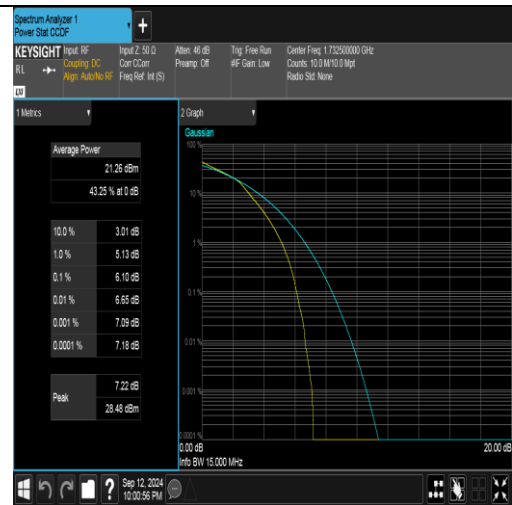 Spectrum Analyzer 1
Power Stat CCDF
+
KEYSIGHT
RL
LXI
Input: RF
Coupling: DC
Align: Auto/No RF
Input Z: 50 Ω
Corr CCorr
Freq Ref: Int (S)
Atten: 46 dB
Preamp: Off
Trig: Free Run
#IF Gain: Low
Center Freq: 1.732500000 GHz
Counts: 10.0 M/10.0 Mpt
Radio Std: None
1 Metrics
Average Power
21.26 dBm
43.25 % at 0 dB
10.0 % 3.01 dB
1.0 % 5.13 dB
0.1 % 6.10 dB
0.01 % 6.65 dB
0.001 % 7.09 dB
0.0001 % 7.18 dB
Peak
7.22 dB
28.48 dBm
2 Graph
Gaussian
100 %
10 %
1 %
0.1 %
0.01 %
0.001 %
0.0001 %
0.00 dB
20.00 dB
Info BW 15.000 MHz
?
Sep 12, 2024
10:00:56 PM